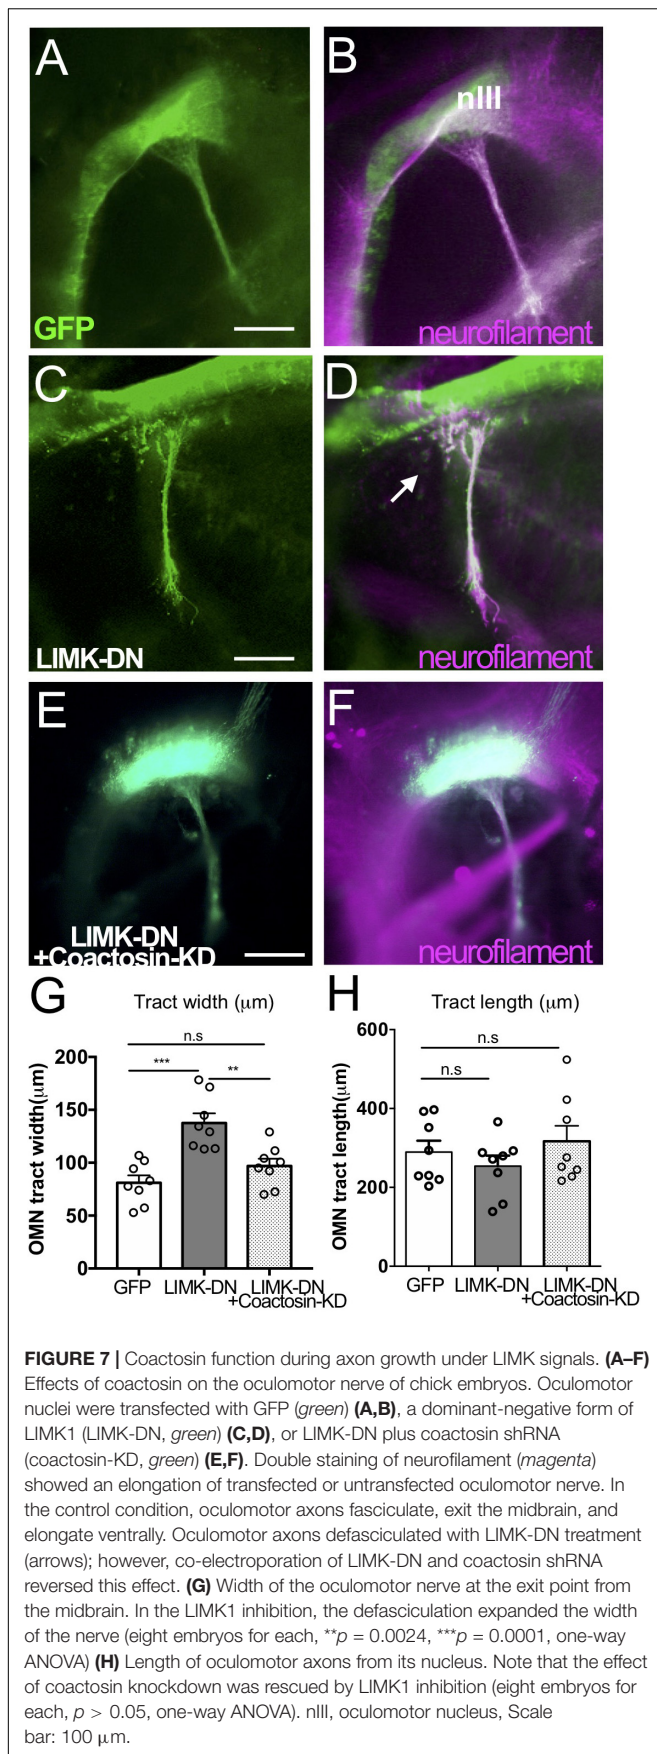 A
B
nIII
GFP
neurofilament
C
D
LIMK-DN
neurofilament
E
F
LIMK-DN
+Coactosin-KD
neurofilament
G
Tract width (μm)
n.s
***
**
200
150
100
50
0
OMN tract width(μm)
GFP
LIMK-DN
LIMK-DN
+Coactosin-KD
H
Tract length (μm)
n.s
n.s
600
400
200
0
OMN tract length(μm)
GFP
LIMK-DN
LIMK-DN
+Coactosin-KD
FIGURE 7 | Coactosin function during axon growth under LIMK signals. (A–F)
Effects of coactosin on the oculomotor nerve of chick embryos. Oculomotor
nuclei were transfected with GFP (green) (A,B), a dominant-negative form of
LIMK1 (LIMK-DN, green) (C,D), or LIMK-DN plus coactosin shRNA
(coactosin-KD, green) (E,F). Double staining of neurofilament (magenta)
showed an elongation of transfected or untransfected oculomotor nerve. In
the control condition, oculomotor axons fasciculate, exit the midbrain, and
elongate ventrally. Oculomotor axons defasciculated with LIMK-DN treatment
(arrows); however, co-electroporation of LIMK-DN and coactosin shRNA
reversed this effect. (G) Width of the oculomotor nerve at the exit point from
the midbrain. In the LIMK1 inhibition, the defasciculation expanded the width
of the nerve (eight embryos for each, **p = 0.0024, ***p = 0.0001, one-way
ANOVA) (H) Length of oculomotor axons from its nucleus. Note that the effect
of coactosin knockdown was rescued by LIMK1 inhibition (eight embryos for
each, p > 0.05, one-way ANOVA). nIII, oculomotor nucleus, Scale
bar: 100 μm.